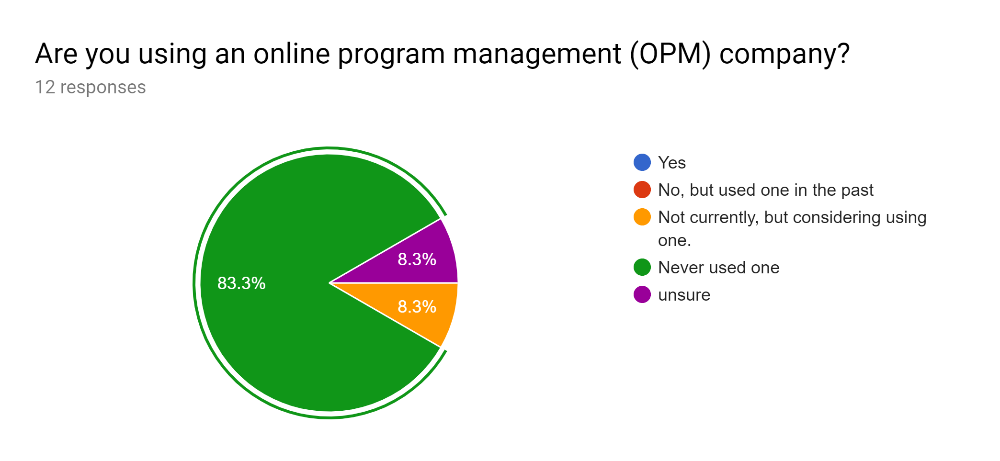 Are you using an online program management (OPM) company?
12 responses
83.3%
8.3%
8.3%
Yes
No, but used one in the past
Not currently, but considering using
one.
Never used one
unsure